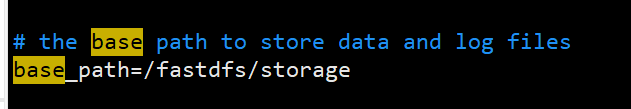 # the base path to store data and log files
base_path=/fastdfs/storage